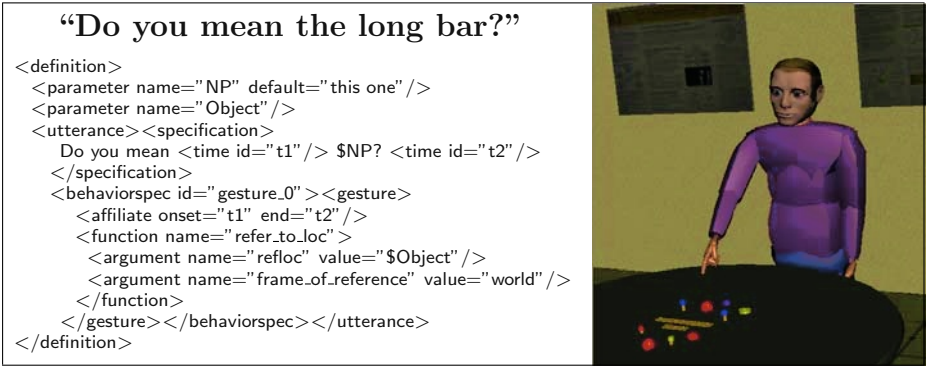 “Do you mean the long bar?”
<definition>
<parameter name="NP" default="this one"/>
<parameter name="Object"/>
<utterance><specification>
Do you mean <time id="t1"/> $NP? <time id="t2"/>
</specification>
<behaviorspec id="gesture_0"><gesture>
<affiliate onset="t1" end="t2"/>
<function name="refer_to_loc">
<argument name="refloc" value="$Object"/>
<argument name="frame_of_reference" value="world"/>
</function>
</gesture></behaviorspec></utterance>
</definition>